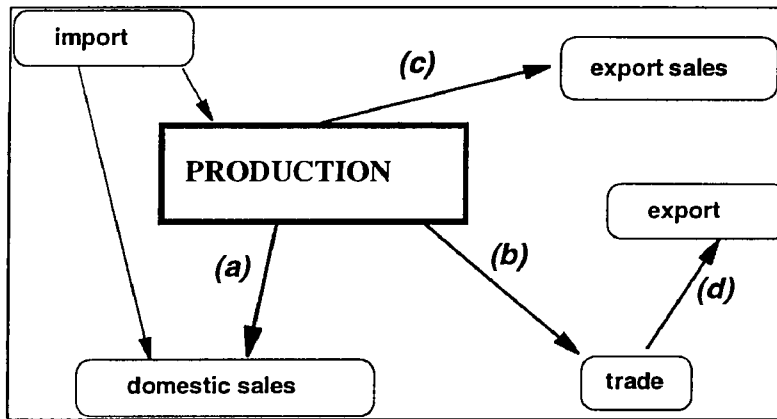 import
(c)
export sales
PRODUCTION
export
(a)
(b)
(d)
domestic sales
trade